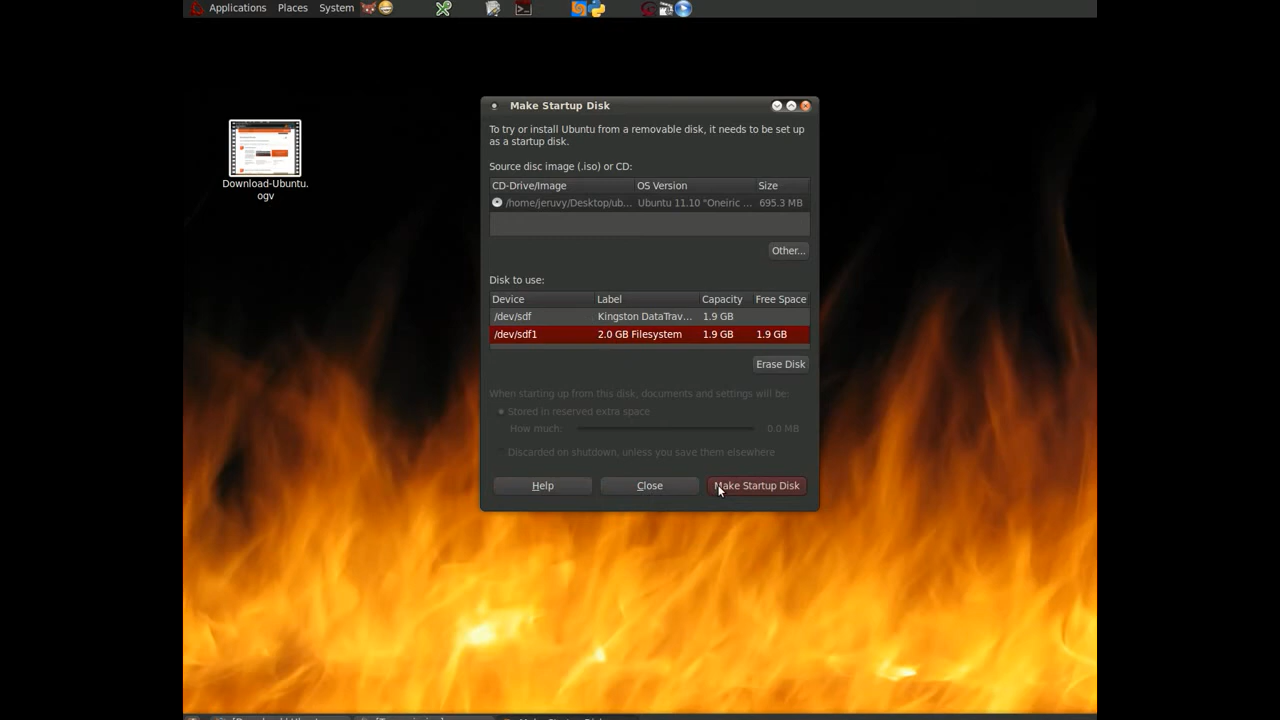 Applications Places System
Download-Ubuntu.
ogv
Make Startup Disk
To try or install Ubuntu from a removable disk, it needs to be set up
as a startup disk.
Source disc image (.iso) or CD:
CD-Drive/Image OS Version Size
/home/jeruvy/Desktop/ub... Ubuntu 11.10 "Oneiric ... 695.3 MB
Other...
Disk to use:
Device Label Capacity Free Space
/dev/sdf Kingston DataTrav... 1.9 GB
/dev/sdf1 2.0 GB Filesystem 1.9 GB 1.9 GB
Erase Disk
When starting up from this disk, documents and settings will be:
Stored in reserved extra space
How much: 0.0 MB
Discarded on shutdown, unless you save them elsewhere
Help Close Make Startup Disk